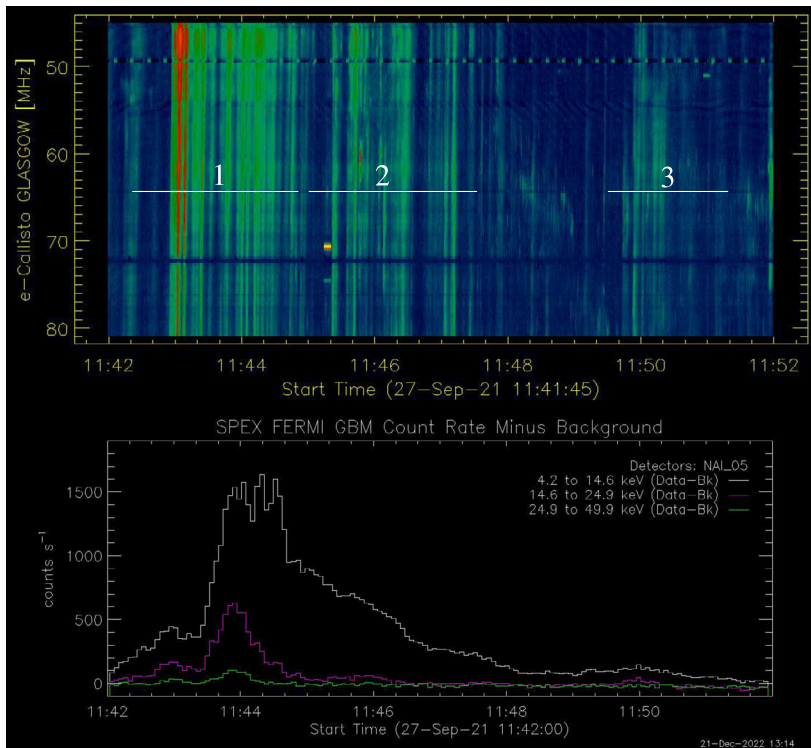 e-Callisto GLASGOW [MHz]
50
60
70
80
1
2
3
11:42 11:44 11:46 11:48 11:50 11:52
Start Time (27-Sep-21 11:41:45)
SPEX FERMI GBM Count Rate Minus Background
Detectors: NAI_05
4.2 to 14.6 keV (Data-Bk)
14.6 to 24.9 keV (Data-Bk)
24.9 to 49.9 keV (Data-Bk)
counts s⁻¹
1500
1000
500
0
11:42 11:44 11:46 11:48 11:50
Start Time (27-Sep-21 11:42:00)
21-Dec-2022 13:14